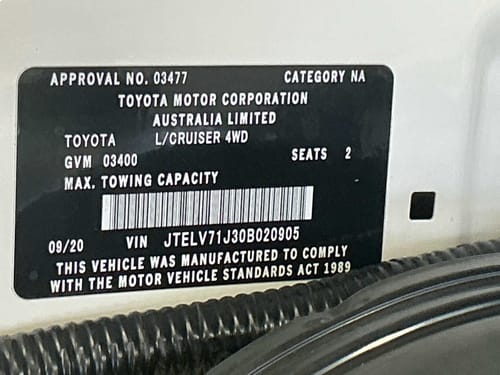 APPROVAL NO. 03477 CATEGORY NA
TOYOTA MOTOR CORPORATION
AUSTRALIA LIMITED
TOYOTA L/CRUISER 4WD
GVM 03400 SEATS 2
MAX. TOWING CAPACITY
09/20 VIN JTELV71J30B020905
THIS VEHICLE WAS MANUFACTURED TO COMPLY
WITH THE MOTOR VEHICLE STANDARDS ACT 1989